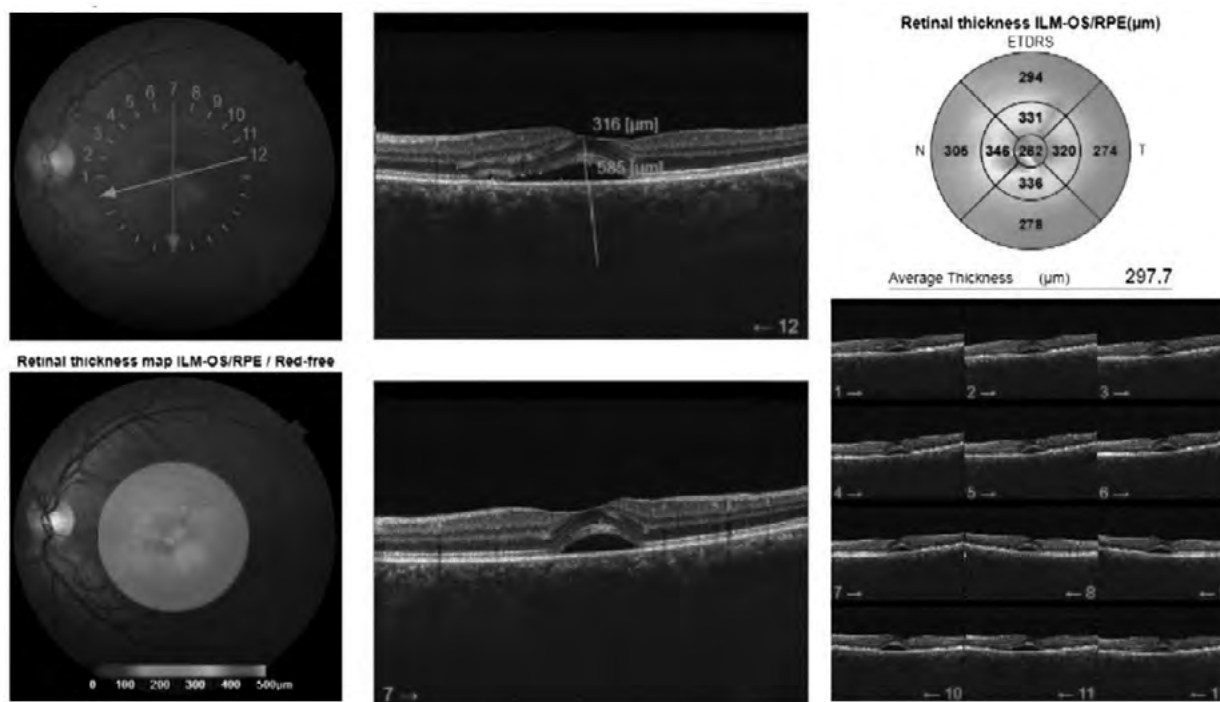 1
2
3
4
5
6
7
8
9
10
11
12
Retinal thickness map ILM-OS/RPE / Red-free
0 100 200 300 400 500µm
316 [µm]
585 [µm]
← 12
7 →
Retinal thickness ILM-OS/RPE(µm)
ETDRS
294
331
N 306 346 262 320 274 T
336
278
Average Thickness (µm) 297.7
1 → 2 → 3 →
4 → 5 → 6 →
7 → ← 8 ←
← 10 ← 11 ← 1